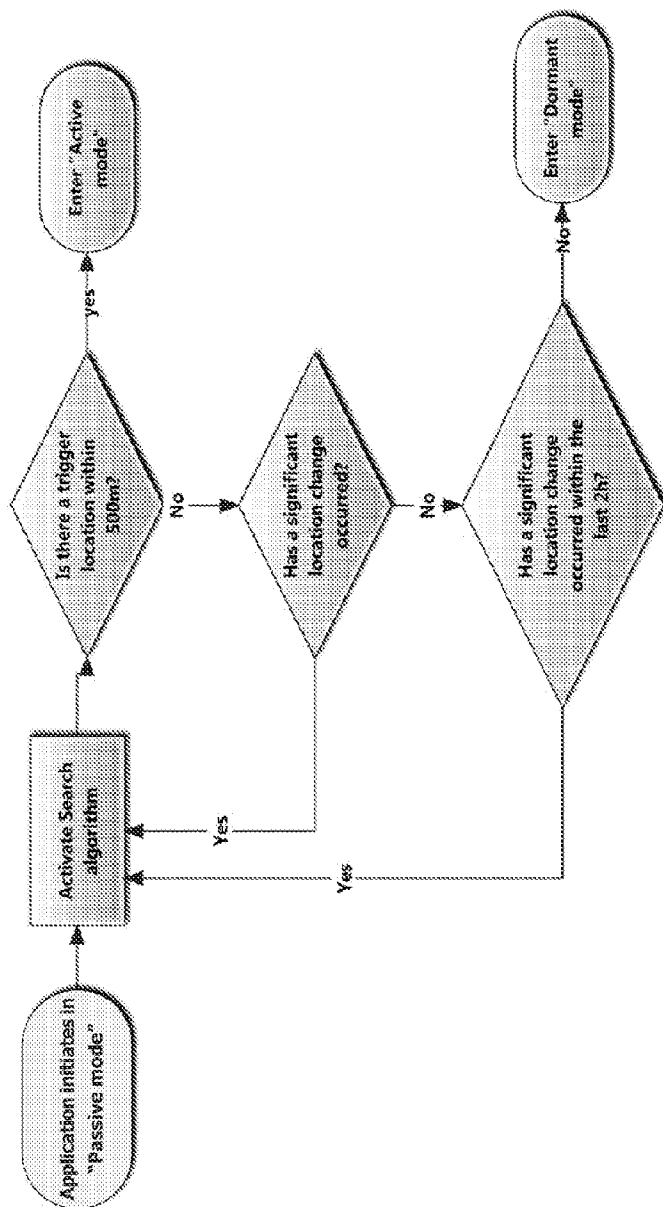 Application initiates in
"Passive mode"
Activate Search
algorithm
Is there a trigger
location within
500m?
yes
Enter "Active
mode"
No
Has a significant
location change
occurred?
Yes
No
Has a significant
location change
occurred within the
last 2h?
Yes
No
Enter "Dormant
mode"